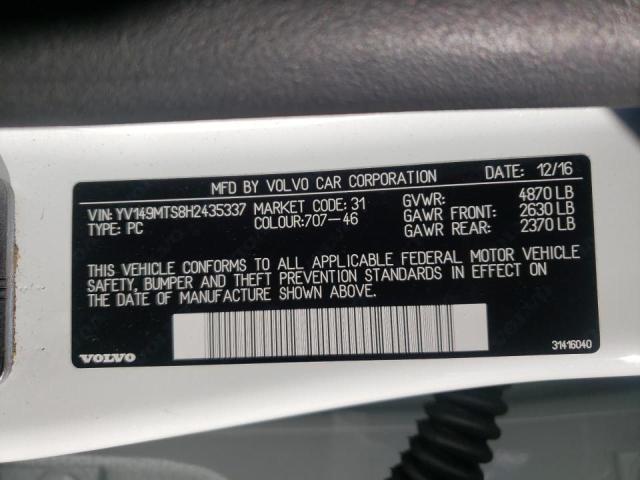 MFD BY VOLVO CAR CORPORATION DATE: 12/16
VIN: YV149MTS8H2435337 MARKET CODE: 31 GVWR: 4870 LB
TYPE: PC COLOUR:707-46 GAWR FRONT: 2630 LB
GAWR REAR: 2370 LB
THIS VEHICLE CONFORMS TO ALL APPLICABLE FEDERAL MOTOR VEHICLE
SAFETY, BUMPER AND THEFT PREVENTION STANDARDS IN EFFECT ON
THE DATE OF MANUFACTURE SHOWN ABOVE.
VOLVO 31416040